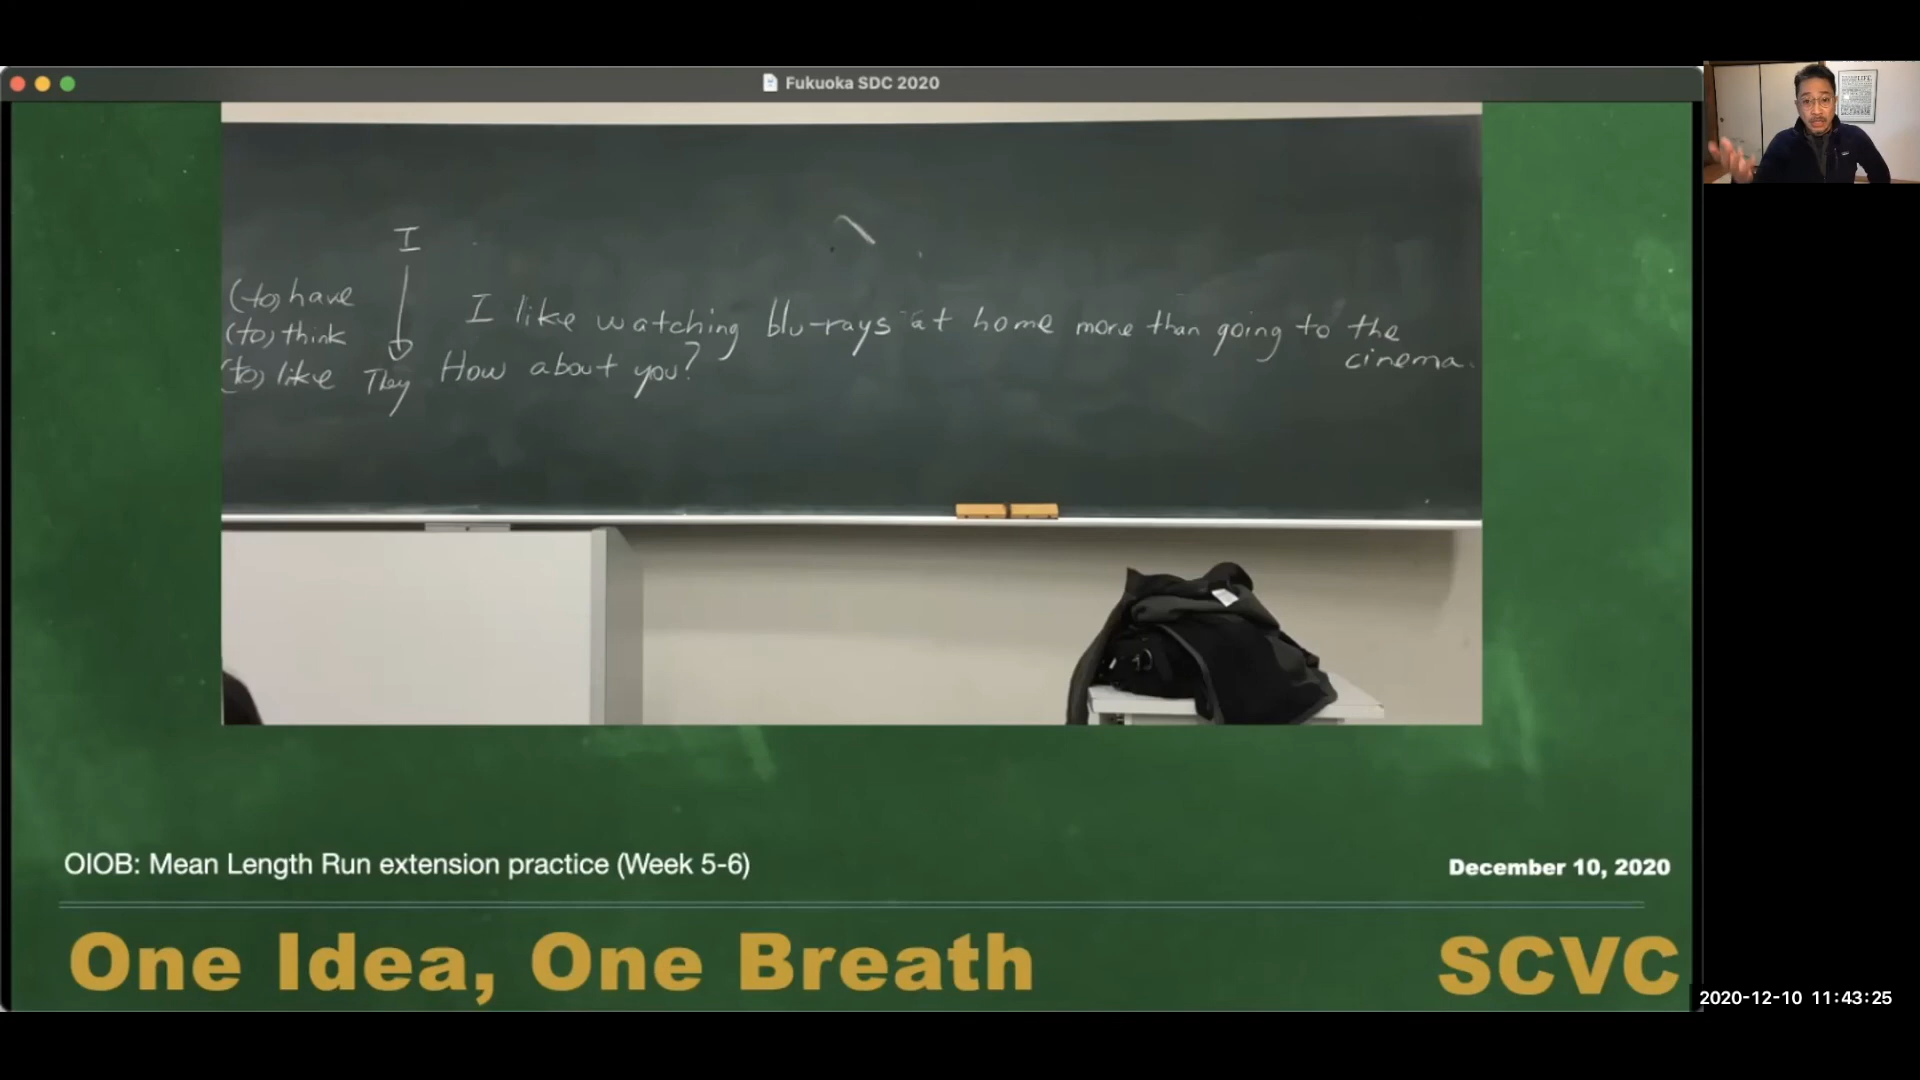 Fukuoka SDC 2020
I
(to) have
(to) think
(to) like They
I like watching blu-rays at home more than going to the
cinema.
How about you?
OIOB: Mean Length Run extension practice (Week 5-6)
December 10, 2020
One Idea, One Breath
SCVC
2020-12-10 11:43:25